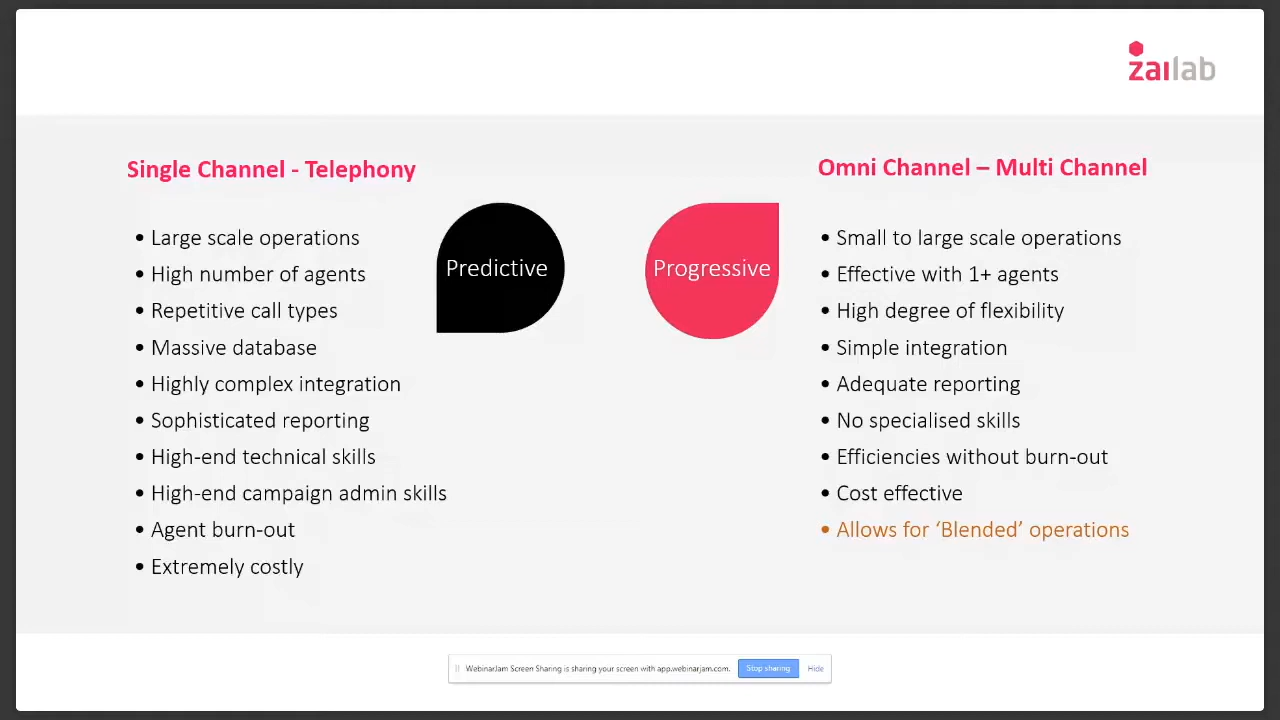 zailab
Single Channel - Telephony
• Large scale operations
• High number of agents
• Repetitive call types
• Massive database
• Highly complex integration
• Sophisticated reporting
• High-end technical skills
• High-end campaign admin skills
• Agent burn-out
• Extremely costly
Predictive
Progressive
Omni Channel – Multi Channel
• Small to large scale operations
• Effective with 1+ agents
• High degree of flexibility
• Simple integration
• Adequate reporting
• No specialised skills
• Efficiencies without burn-out
• Cost effective
• Allows for ‘Blended’ operations
WebinarJam Screen Sharing is sharing your screen with app.webinarjam.com.
Stop sharing
Hide